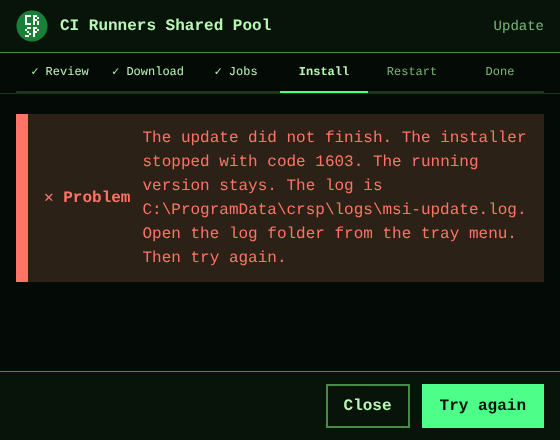 CR
SP
CI Runners Shared Pool
Update
✓ Review ✓ Download ✓ Jobs Install Restart Done
× Problem
The update did not finish. The installer
stopped with code 1603. The running
version stays. The log is
C:\ProgramData\crsp\logs\msi-update.log.
Open the log folder from the tray menu.
Then try again.
Close
Try again